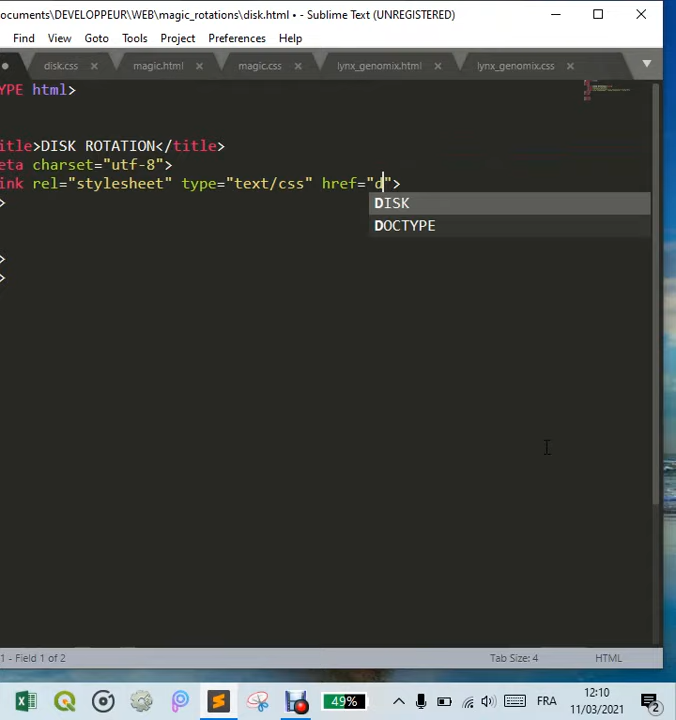 ocuments\DEVELOPPEUR\WEB\magic_rotations\disk.html • - Sublime Text (UNREGISTERED)
Find View Goto Tools Project Preferences Help
disk.css magic.html magic.css lynx_genomix.html lynx_genomix.css
YPE html>
itle>DISK ROTATION</title>
eta charset="utf-8">
ink rel="stylesheet" type="text/css" href="d">
>
DISK
DOCTYPE
>
>
1 - Field 1 of 2 Tab Size: 4 HTML
49% FRA 12:10
11/03/2021 2